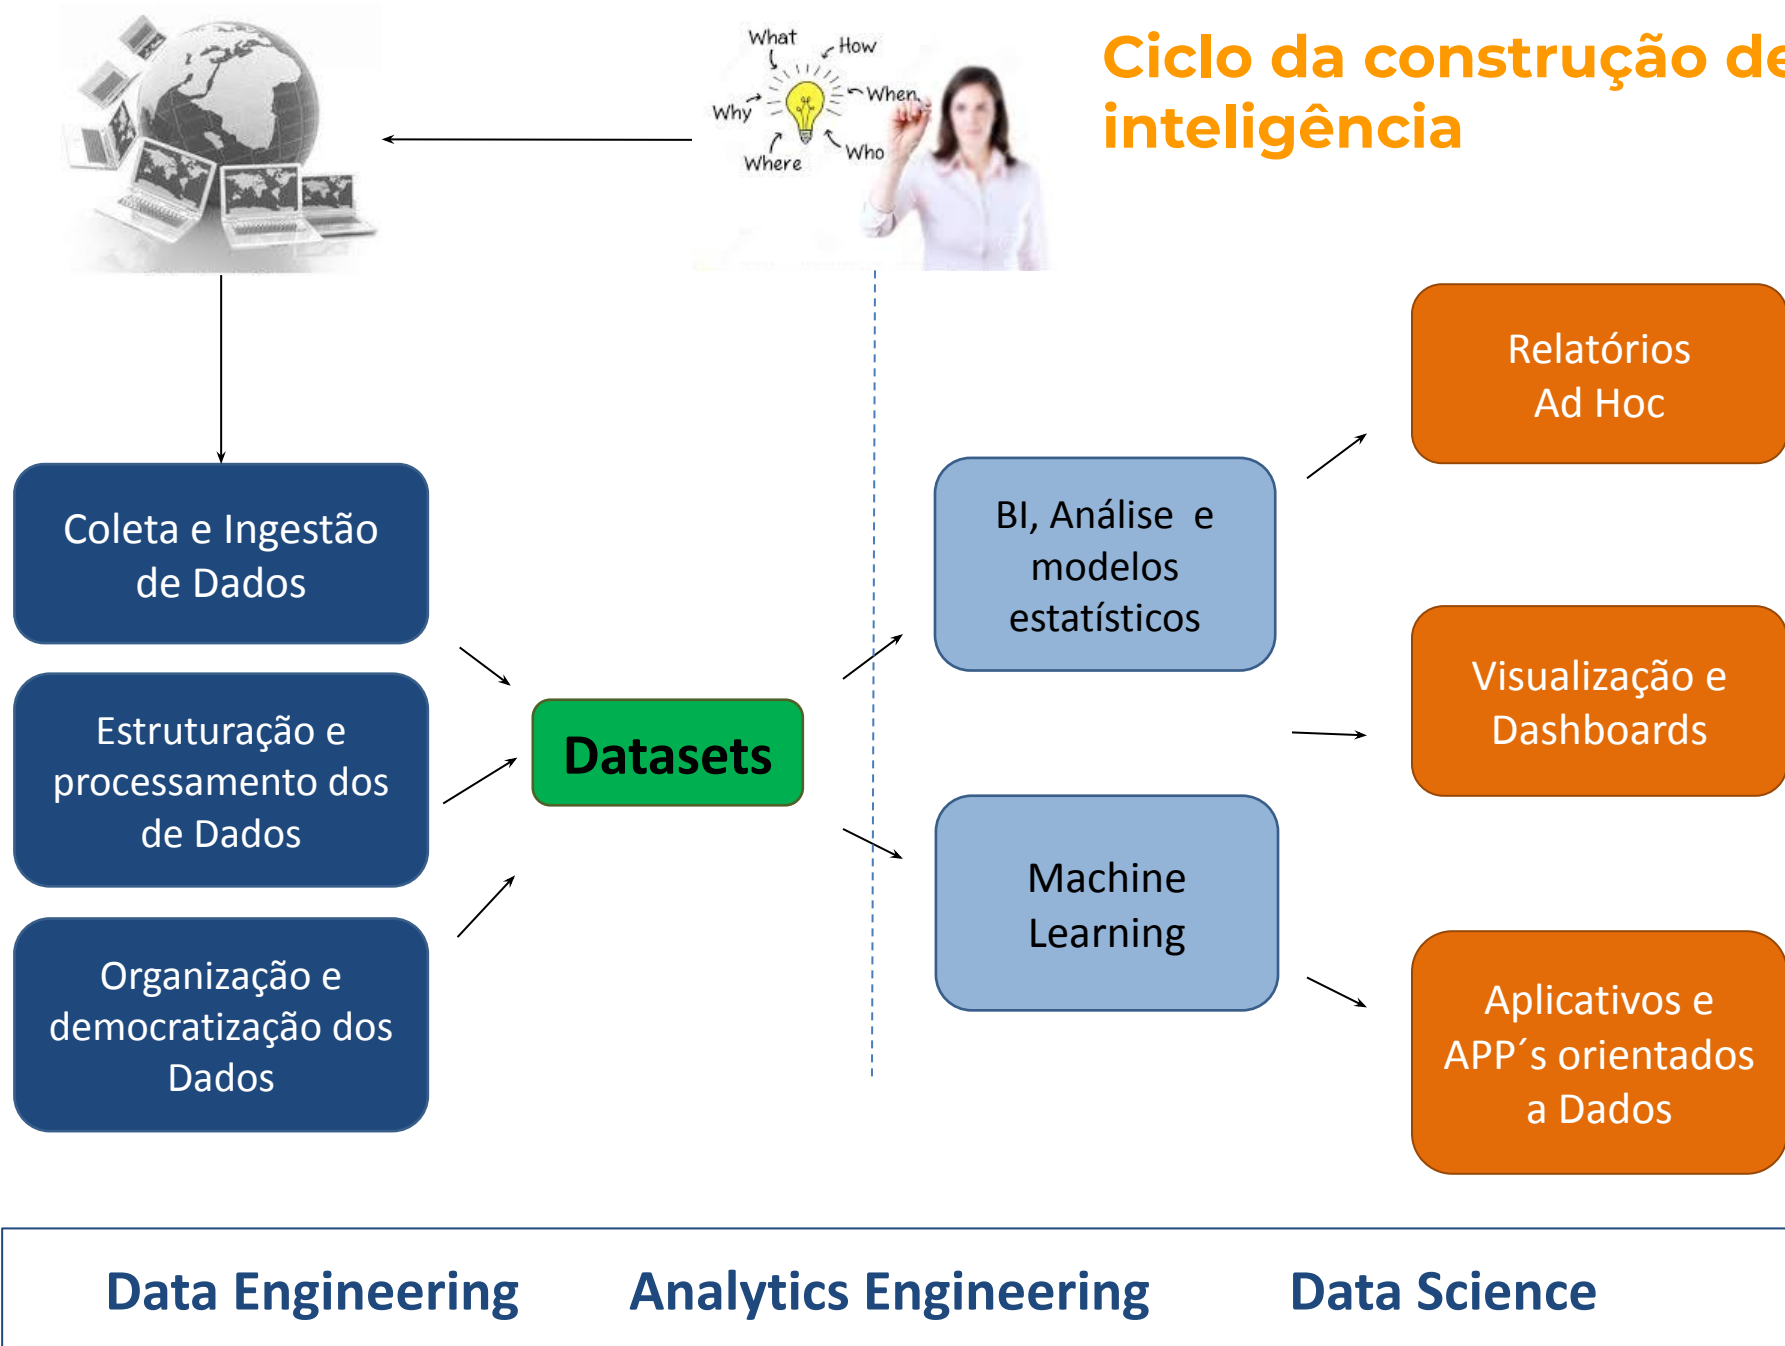 Ciclo da construção de
inteligência
What
How
Why
When
Where
Who
Relatórios
Ad Hoc
Coleta e Ingestão
de Dados
BI, Análise e
modelos
estatísticos
Estruturação e
processamento dos
de Dados
Datasets
Visualização e
Dashboards
Machine
Learning
Organização e
democratização dos
Dados
Aplicativos e
APP´s orientados
a Dados
Data Engineering
Analytics Engineering
Data Science